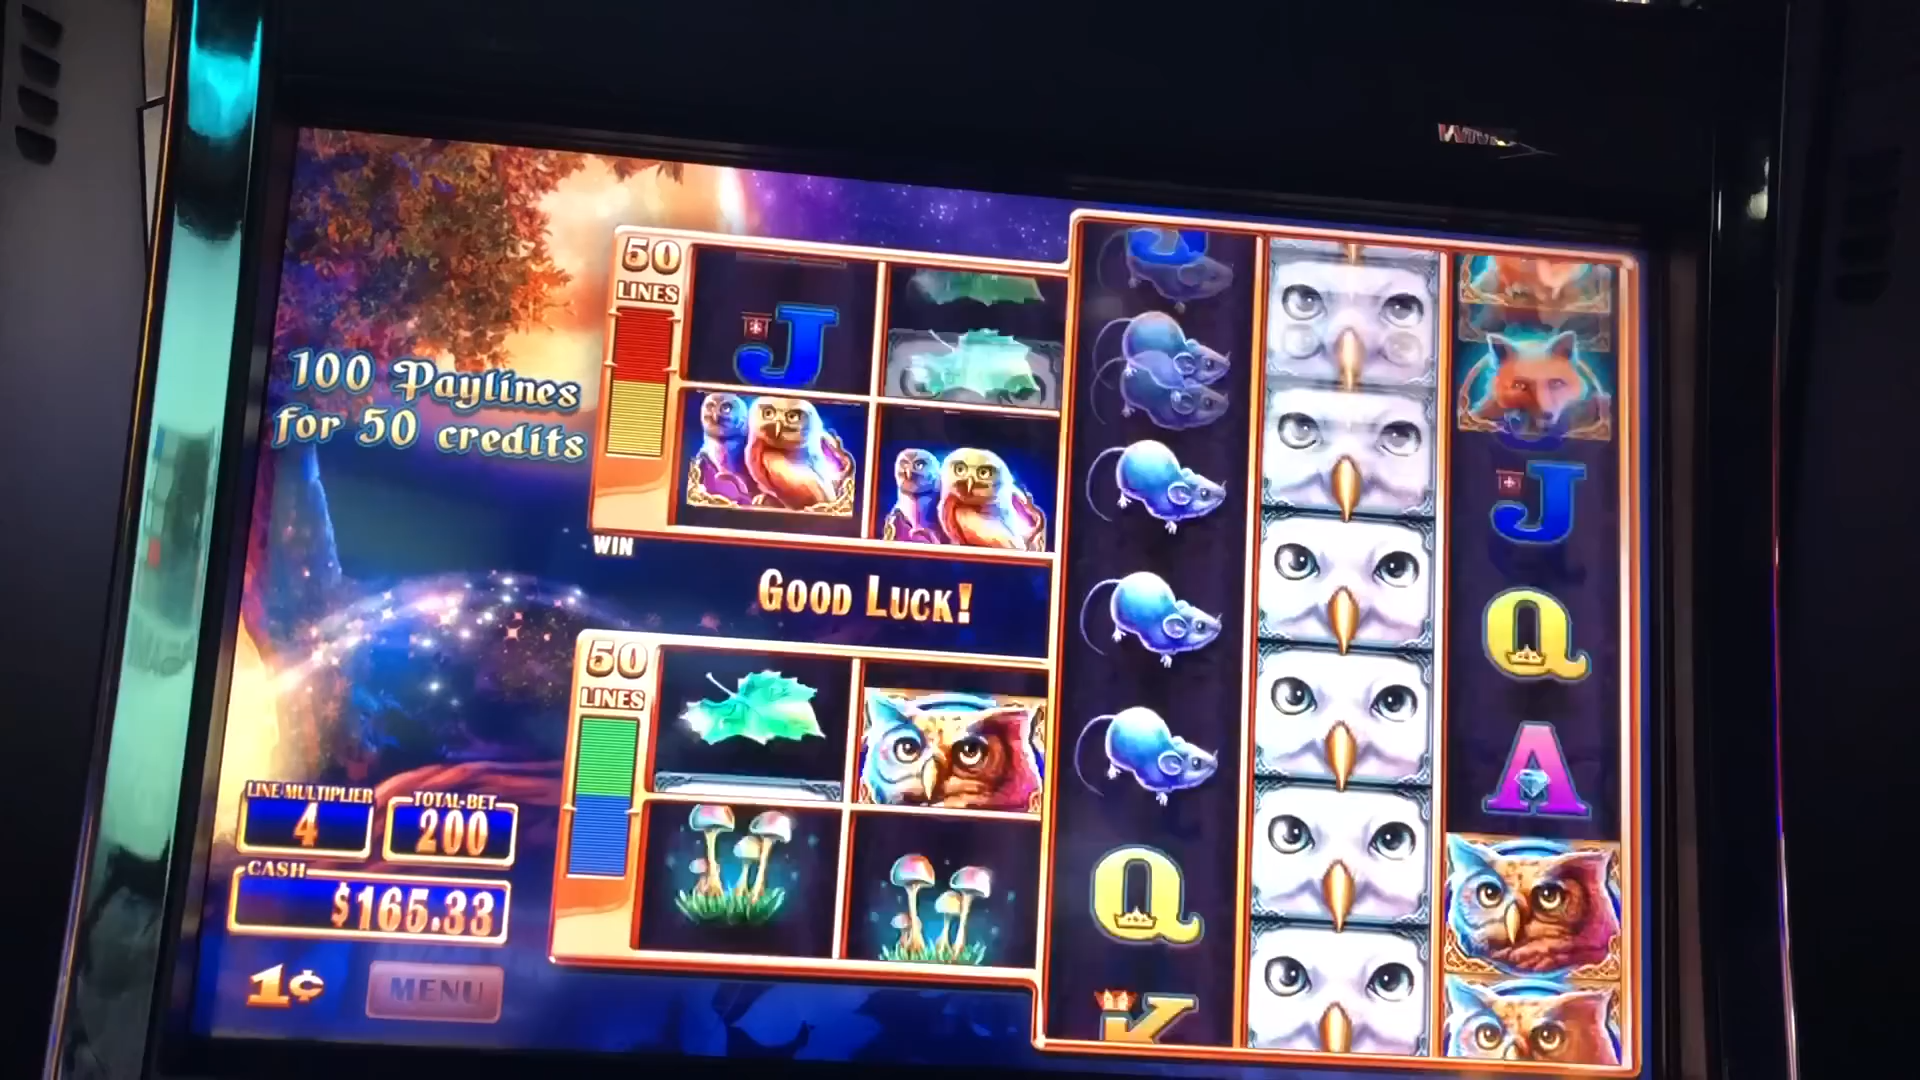 WMS
50
LINES
100 Paylines
for 50 credits
J
J
WIN
GOOD LUCK!
Q
50
LINES
A
LINE MULTIPLIER
4
TOTAL BET
200
CASH
$165.33
Q
1¢
MENU
K